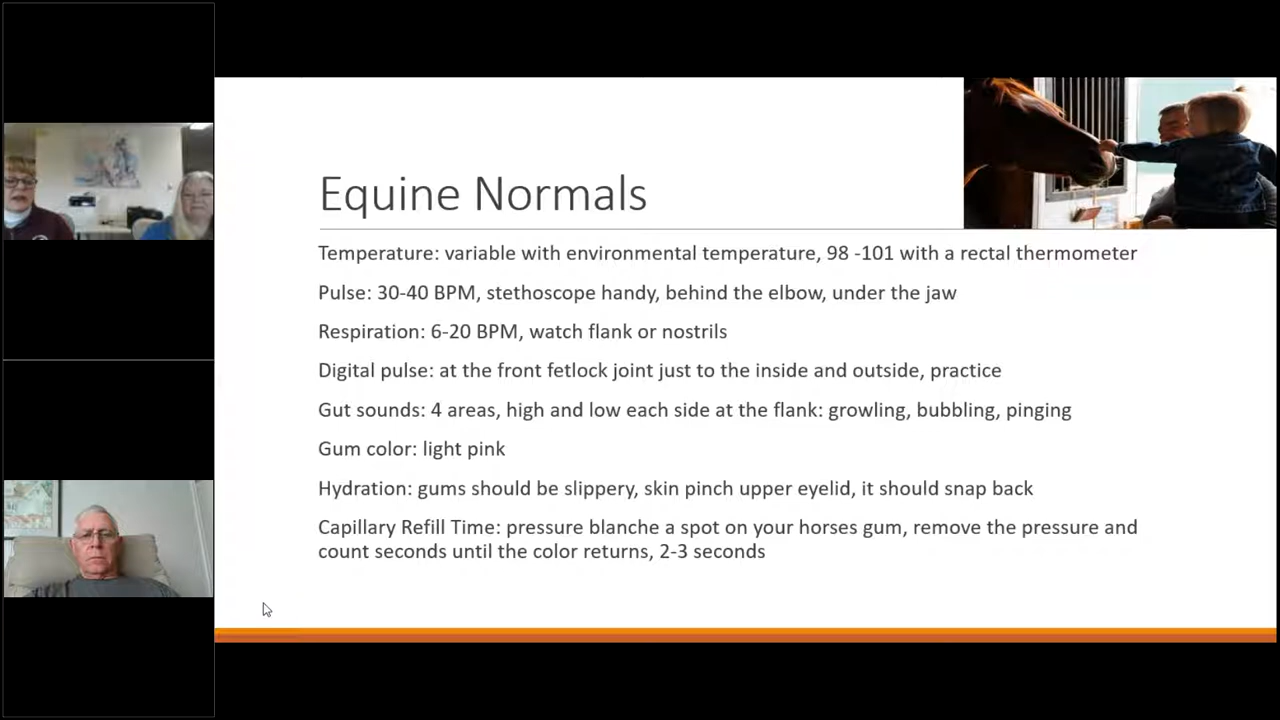 Equine Normals
Temperature: variable with environmental temperature, 98 -101 with a rectal thermometer
Pulse: 30-40 BPM, stethoscope handy, behind the elbow, under the jaw
Respiration: 6-20 BPM, watch flank or nostrils
Digital pulse: at the front fetlock joint just to the inside and outside, practice
Gut sounds: 4 areas, high and low each side at the flank: growling, bubbling, pinging
Gum color: light pink
Hydration: gums should be slippery, skin pinch upper eyelid, it should snap back
Capillary Refill Time: pressure blanche a spot on your horses gum, remove the pressure and
count seconds until the color returns, 2-3 seconds